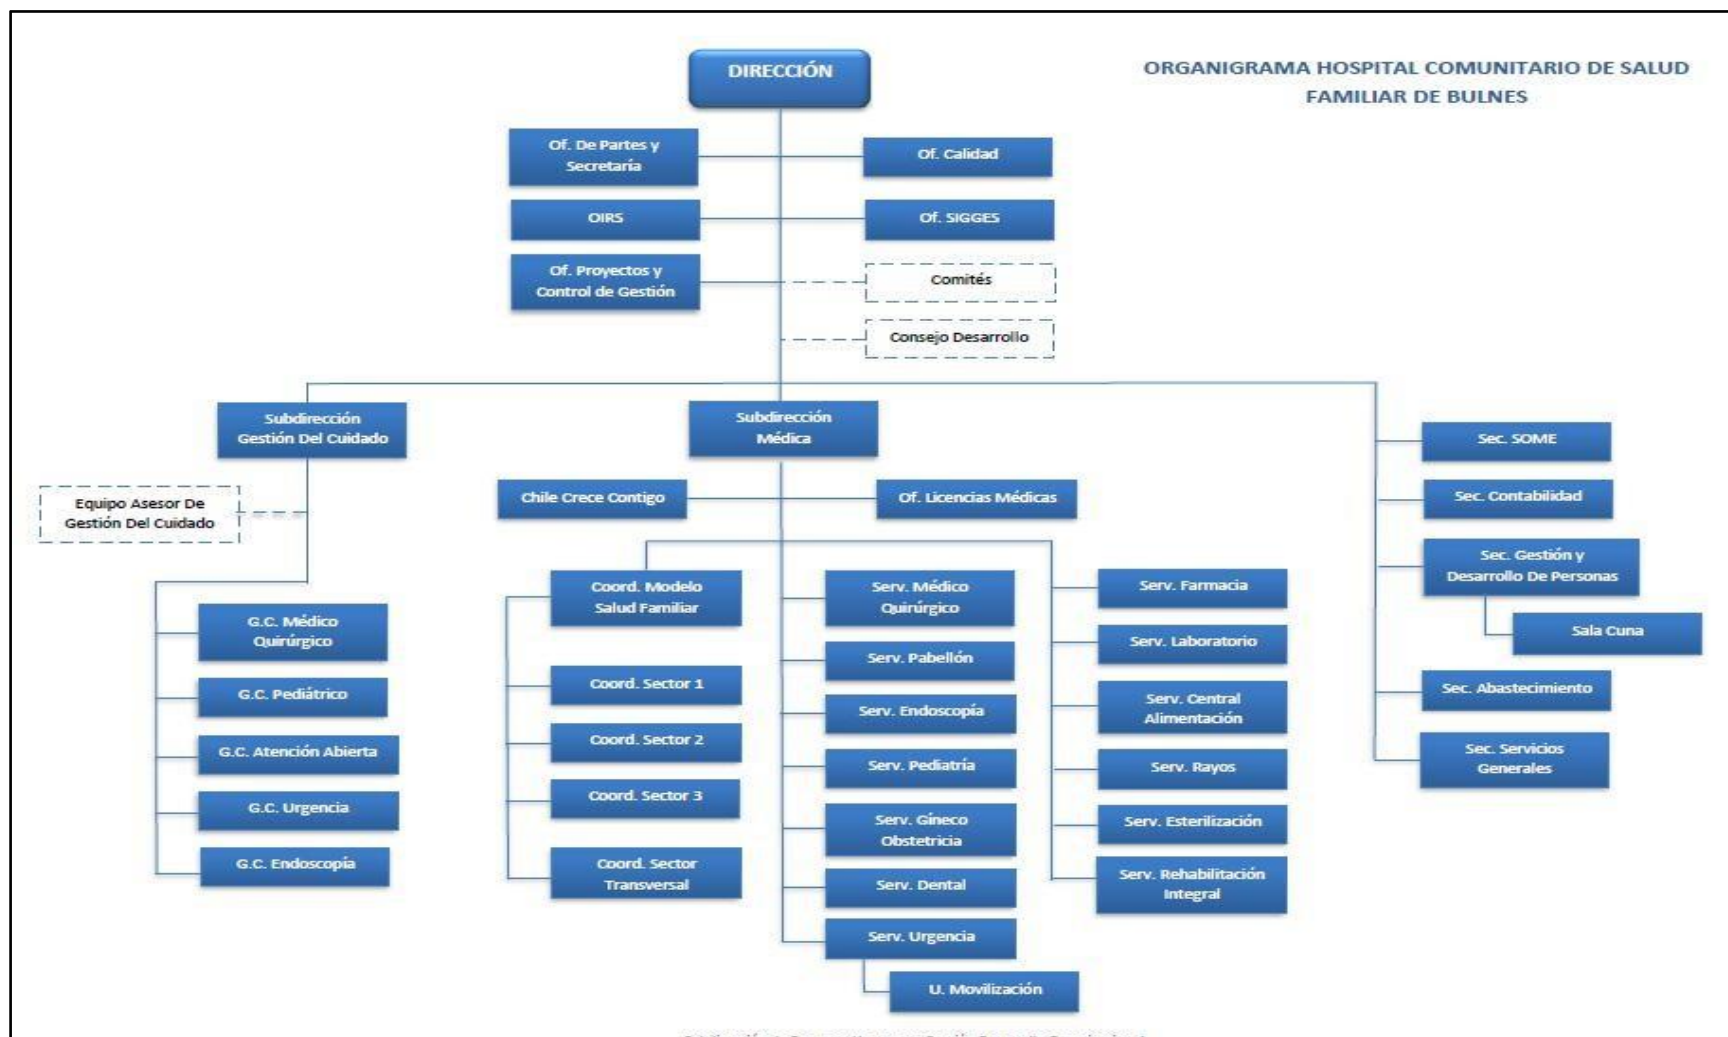 DIRECCIÓN
ORGANIGRAMA HOSPITAL COMUNITARIO DE SALUD
FAMILIAR DE BULNES
Of. De Partes y
Secretaría
Of. Calidad
OIRS
Of. SIGGES
Of. Proyectos y
Control de Gestión
Comités
Consejo Desarrollo
Subdirección
Gestión Del Cuidado
Equipo Asesor De
Gestión Del Cuidado
G.C. Médico
Quirúrgico
G.C. Pediátrico
G.C. Atención Abierta
G.C. Urgencia
G.C. Endoscopía
Subdirección
Médica
Chile Crece Contigo
Of. Licencias Médicas
Coord. Modelo
Salud Familiar
Coord. Sector 1
Coord. Sector 2
Coord. Sector 3
Coord. Sector
Transversal
Serv. Médico
Quirúrgico
Serv. Pabellón
Serv. Endoscopía
Serv. Pediatría
Serv. Gíneco
Obstetricia
Serv. Dental
Serv. Urgencia
U. Movilización
Serv. Farmacia
Serv. Laboratorio
Serv. Central
Alimentación
Serv. Rayos
Serv. Esterilización
Serv. Rehabilitación
Integral
Sec. SOME
Sec. Contabilidad
Sec. Gestión y
Desarrollo De Personas
Sala Cuna
Sec. Abastecimiento
Sec. Servicios
Generales